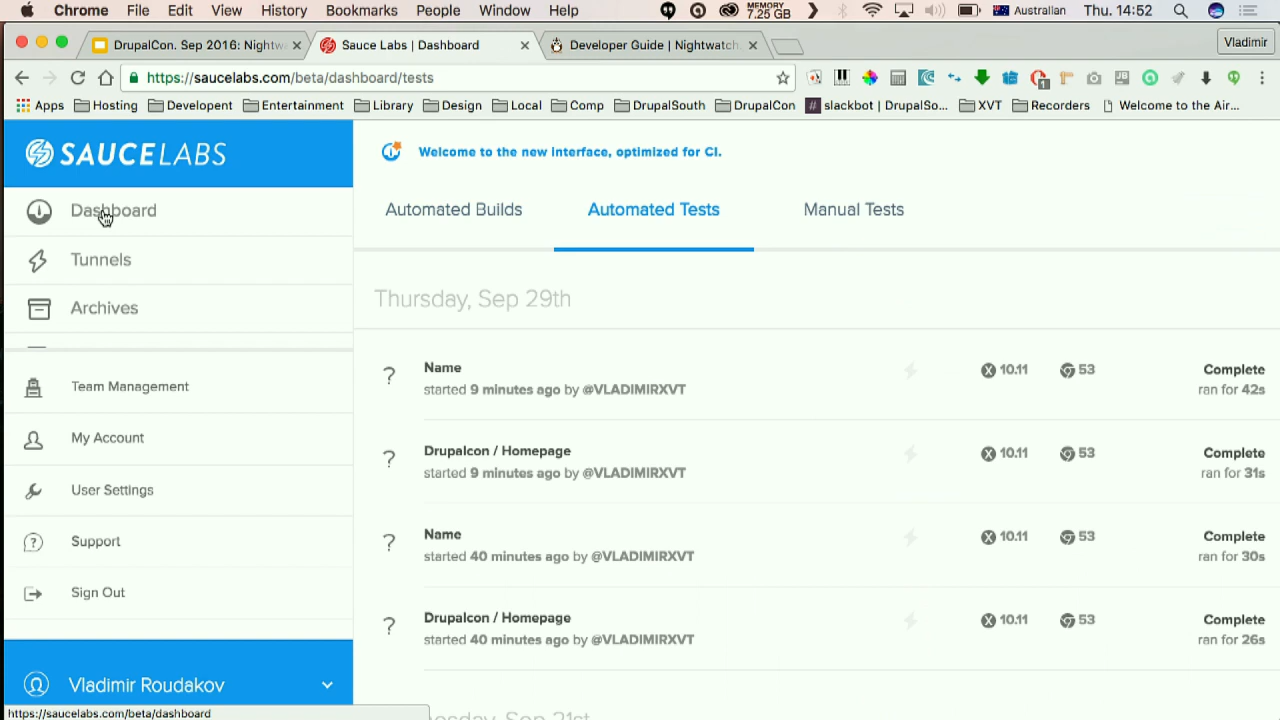 Chrome File Edit View History Bookmarks People Window Help MEMORY 7.25 GB Australian Thu. 14:52
DrupalCon. Sep 2016: Nightw Sauce Labs | Dashboard Developer Guide | Nightwatch. Vladimir
https://saucelabs.com/beta/dashboard/tests
Apps Hosting Developent Entertainment Library Design Local Comp DrupalSouth DrupalCon slackbot | DrupalSo... XVT Recorders Welcome to the Air...
SAUCELABS
Welcome to the new interface, optimized for CI.
Dashboard
Tunnels
Archives
Team Management
My Account
User Settings
Support
Sign Out
Vladimir Roudakov
https://saucelabs.com/beta/dashboard
Automated Builds Automated Tests Manual Tests
Thursday, Sep 29th
Name 10.11 53 Complete
started 9 minutes ago by @VLADIMIRXVT ran for 42s
Drupalcon / Homepage 10.11 53 Complete
started 9 minutes ago by @VLADIMIRXVT ran for 31s
Name 10.11 53 Complete
started 40 minutes ago by @VLADIMIRXVT ran for 30s
Drupalcon / Homepage 10.11 53 Complete
started 40 minutes ago by @VLADIMIRXVT ran for 26s
Sep 21st